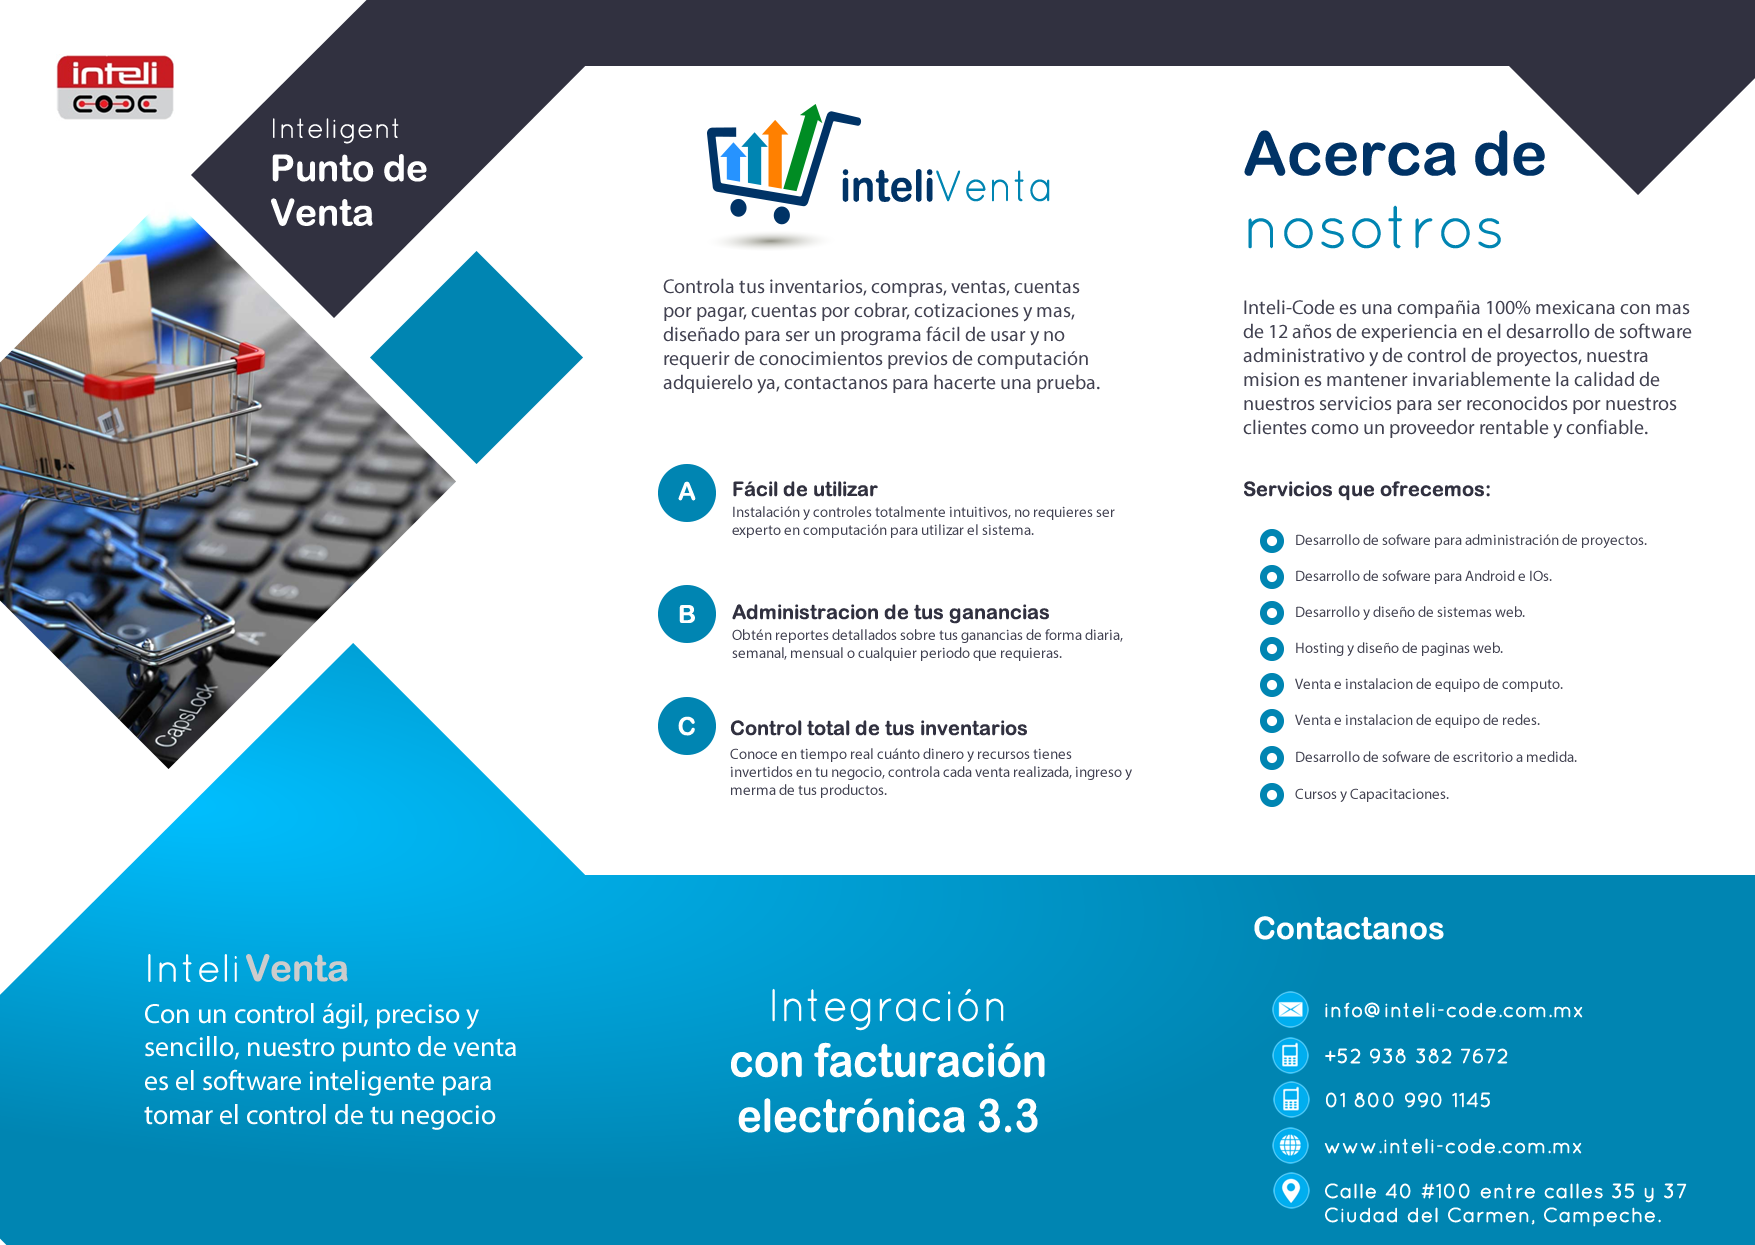 inteli
CODE
Inteligent
Punto de
Venta
CapsLock
A
inteliVenta
Controla tus inventarios, compras, ventas, cuentas
por pagar, cuentas por cobrar, cotizaciones y mas,
diseñado para ser un programa fácil de usar y no
requerir de conocimientos previos de computación
adquierelo ya, contactanos para hacerte una prueba.
A
Fácil de utilizar
Instalación y controles totalmente intuitivos, no requieres ser
experto en computación para utilizar el sistema.
B
Administracion de tus ganancias
Obtén reportes detallados sobre tus ganancias de forma diaria,
semanal, mensual o cualquier periodo que requieras.
C
Control total de tus inventarios
Conoce en tiempo real cuánto dinero y recursos tienes
invertidos en tu negocio, controla cada venta realizada, ingreso y
merma de tus productos.
Acerca de
nosotros
Inteli-Code es una compañia 100% mexicana con mas
de 12 años de experiencia en el desarrollo de software
administrativo y de control de proyectos, nuestra
mision es mantener invariablemente la calidad de
nuestros servicios para ser reconocidos por nuestros
clientes como un proveedor rentable y confiable.
Servicios que ofrecemos:
Desarrollo de sofware para administración de proyectos.
Desarrollo de sofware para Android e IOs.
Desarrollo y diseño de sistemas web.
Hosting y diseño de paginas web.
Venta e instalacion de equipo de computo.
Venta e instalacion de equipo de redes.
Desarrollo de sofware de escritorio a medida.
Cursos y Capacitaciones.
InteliVenta
Con un control ágil, preciso y
sencillo, nuestro punto de venta
es el software inteligente para
tomar el control de tu negocio
Integración
con facturación
electrónica 3.3
Contactanos
info@inteli-code.com.mx
+52 938 382 7672
01 800 990 1145
www.inteli-code.com.mx
Calle 40 #100 entre calles 35 y 37
Ciudad del Carmen, Campeche.